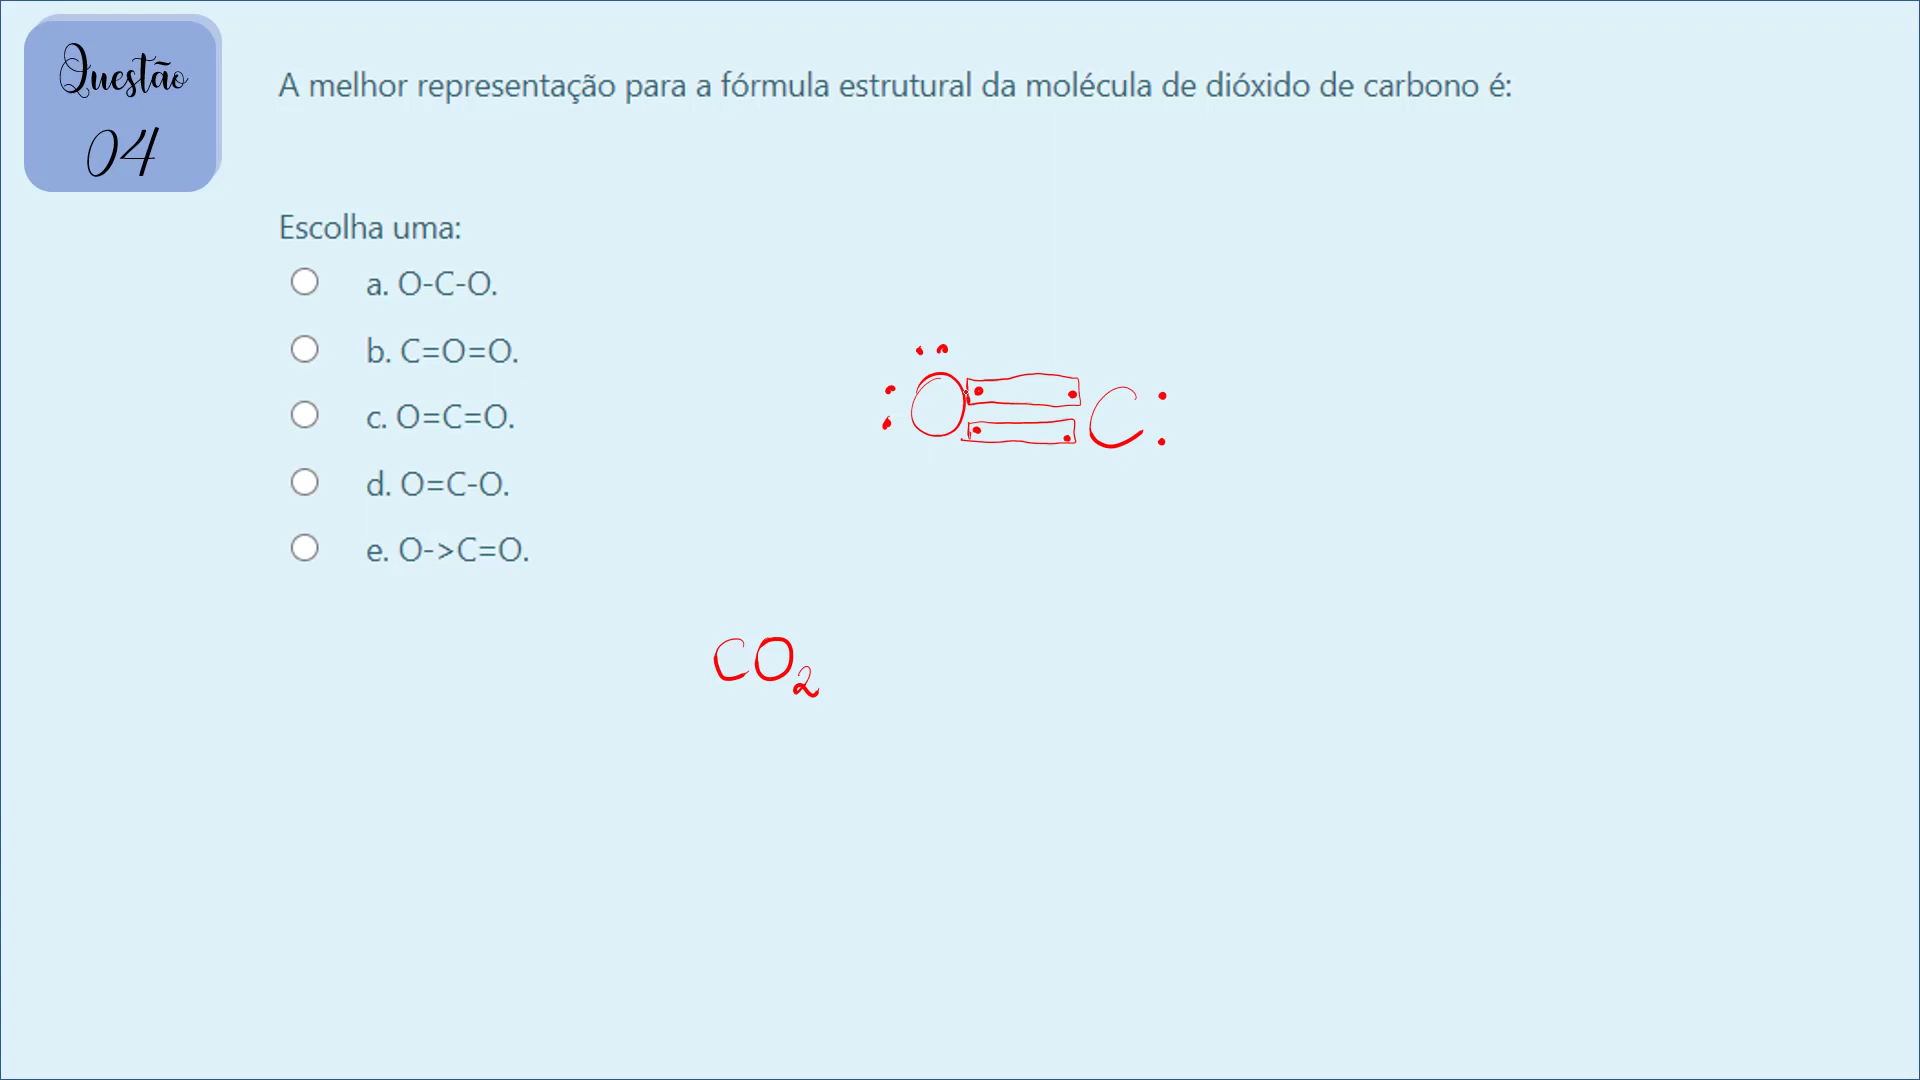 Questão
04
A melhor representação para a fórmula estrutural da molécula de dióxido de carbono é:
Escolha uma:
a. O-C-O.
b. C=O=O.
c. O=C=O.
d. O=C-O.
e. O->C=O.
O C
CO₂